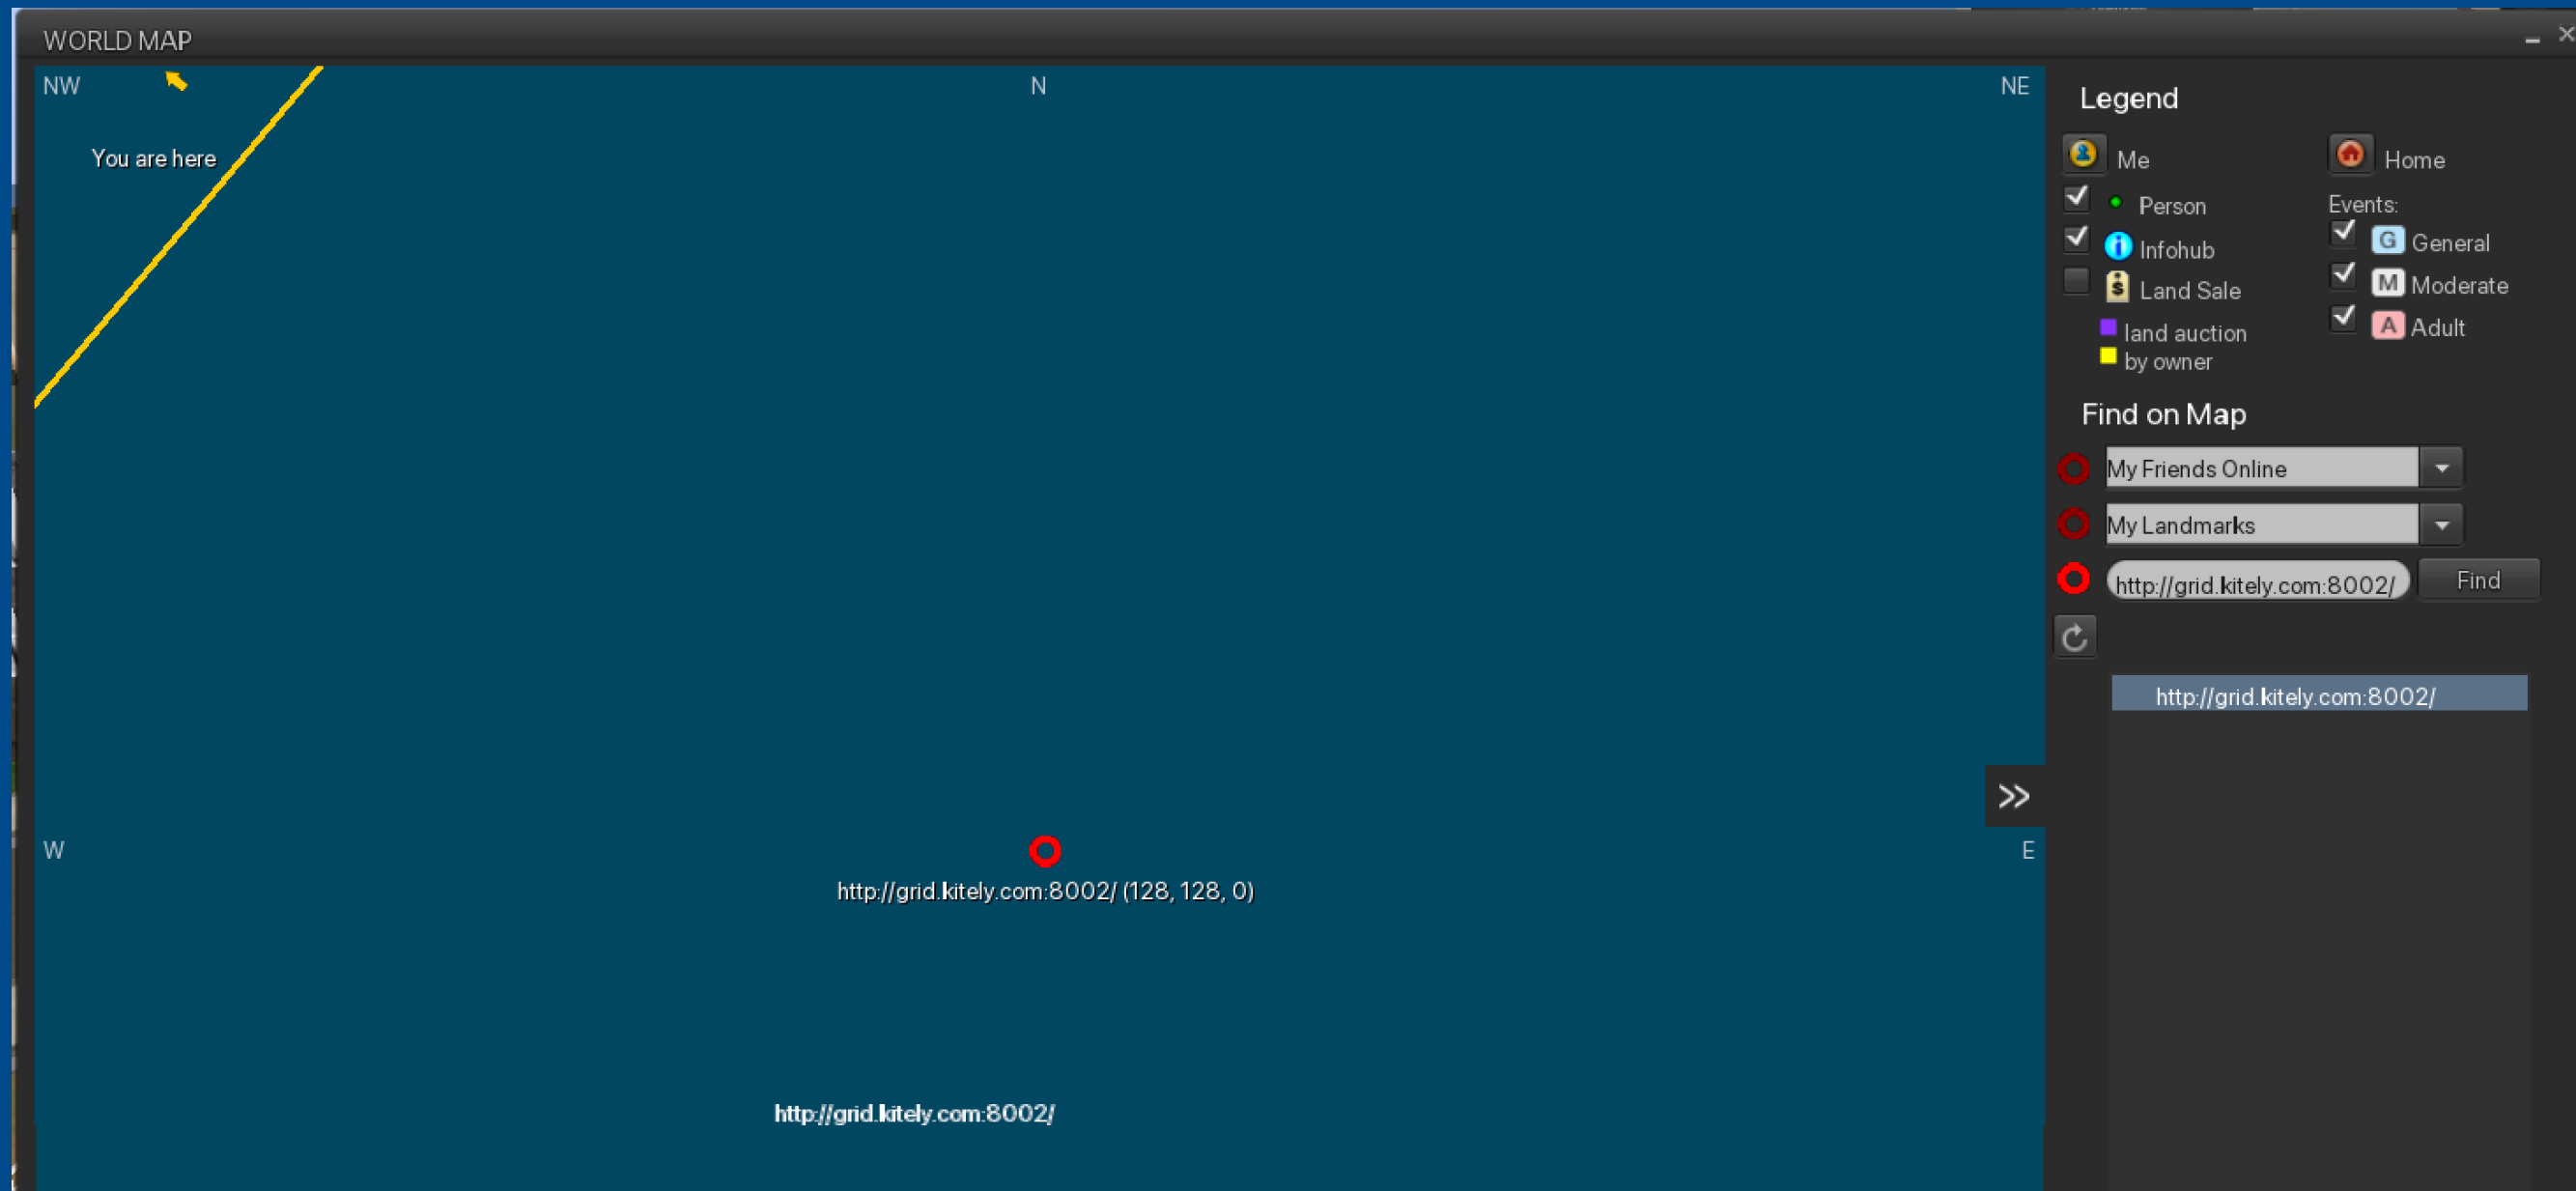 WORLD MAP
NW
N
NE
You are here
W
E
http://grid.kitely.com:8002/ (128, 128, 0)
http://grid.kitely.com:8002/
Legend
Me
Home
Person
Events:
Infohub
G General
Land Sale
M Moderate
land auction
A Adult
by owner
Find on Map
My Friends Online
My Landmarks
http://grid.kitely.com:8002/
Find
http://grid.kitely.com:8002/